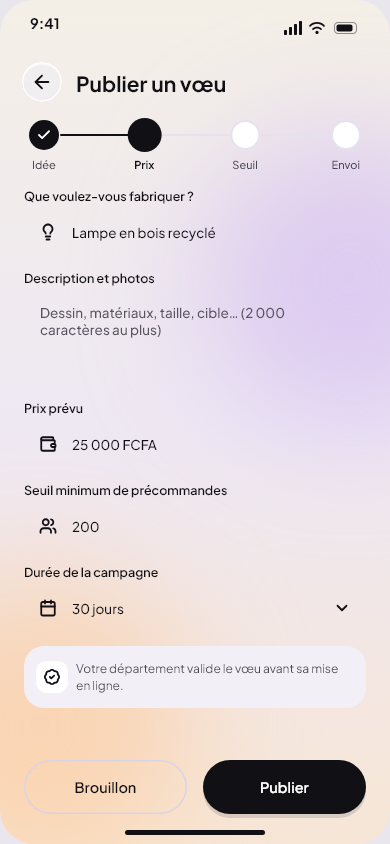 9:41
Publier un vœu
Idée
Prix
Seuil
Envoi
Que voulez-vous fabriquer ?
Lampe en bois recyclé
Description et photos
Dessin, matériaux, taille, cible… (2 000
caractères au plus)
Prix prévu
25 000 FCFA
Seuil minimum de précommandes
200
Durée de la campagne
30 jours
Votre département valide le vœu avant sa mise
en ligne.
Brouillon
Publier